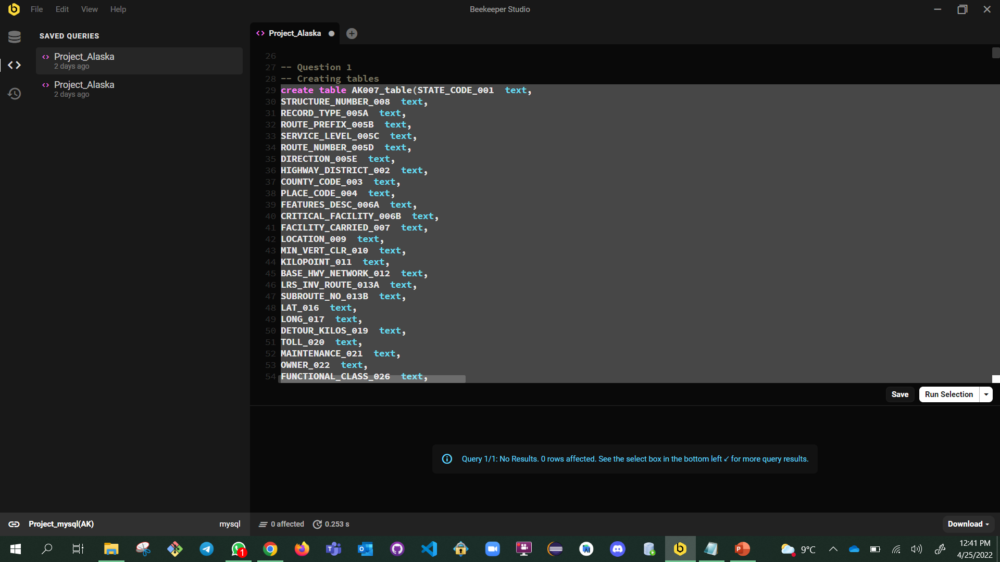 File Edit View Help
Beekeeper Studio
SAVED QUERIES
Project_Alaska
2 days ago
Project_Alaska
2 days ago
Project_Alaska
26
27 -- Question 1
28 -- Creating tables
29 create table AK007_table(STATE_CODE_001 text,
30 STRUCTURE_NUMBER_008 text,
31 RECORD_TYPE_005A text,
32 ROUTE_PREFIX_005B text,
33 SERVICE_LEVEL_005C text,
34 ROUTE_NUMBER_005D text,
35 DIRECTION_005E text,
36 HIGHWAY_DISTRICT_002 text,
37 COUNTY_CODE_003 text,
38 PLACE_CODE_004 text,
39 FEATURES_DESC_006A text,
40 CRITICAL_FACILITY_006B text,
41 FACILITY_CARRIED_007 text,
42 LOCATION_009 text,
43 MIN_VERT_CLR_010 text,
44 KILOPOINT_011 text,
45 BASE_HWY_NETWORK_012 text,
46 LRS_INV_ROUTE_013A text,
47 SUBROUTE_NO_013B text,
48 LAT_016 text,
49 LONG_017 text,
50 DETOUR_KILOS_019 text,
51 TOLL_020 text,
52 MAINTENANCE_021 text,
53 OWNER_022 text,
54 FUNCTIONAL_CLASS_026 text,
Save Run Selection
Query 1/1: No Results. 0 rows affected. See the select box in the bottom left ↙ for more query results.
Project_mysql(AK) mysql 0 affected 0.253 s Download
1
9°C
12:41 PM
4/25/2022